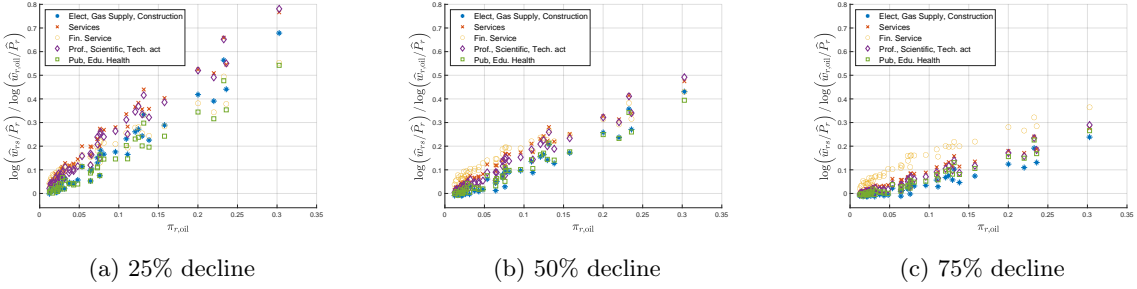 0.8
0.7
0.6
0.5
0.4
0.3
0.2
0.1
0
log(ŵ_rs/P̂_r) / log(ŵ_r,oil/P̂_r)
Elect, Gas Supply, Construction
Services
Fin. Service
Prof., Scientific, Tech. act
Pub, Edu. Health
0 0.05 0.1 0.15 0.2 0.25 0.3 0.35
π_r,oil
(a) 25% decline
0.8
0.7
0.6
0.5
0.4
0.3
0.2
0.1
0
log(ŵ_rs/P̂_r) / log(ŵ_r,oil/P̂_r)
Elect, Gas Supply, Construction
Services
Fin. Service
Prof., Scientific, Tech. act
Pub, Edu. Health
0 0.05 0.1 0.15 0.2 0.25 0.3 0.35
π_r,oil
(b) 50% decline
0.8
0.7
0.6
0.5
0.4
0.3
0.2
0.1
0
log(ŵ_rs/P̂_r) / log(ŵ_r,oil/P̂_r)
Elect, Gas Supply, Construction
Services
Fin. Service
Prof., Scientific, Tech. act
Pub, Edu. Health
0 0.05 0.1 0.15 0.2 0.25 0.3 0.35
π_r,oil
(c) 75% decline